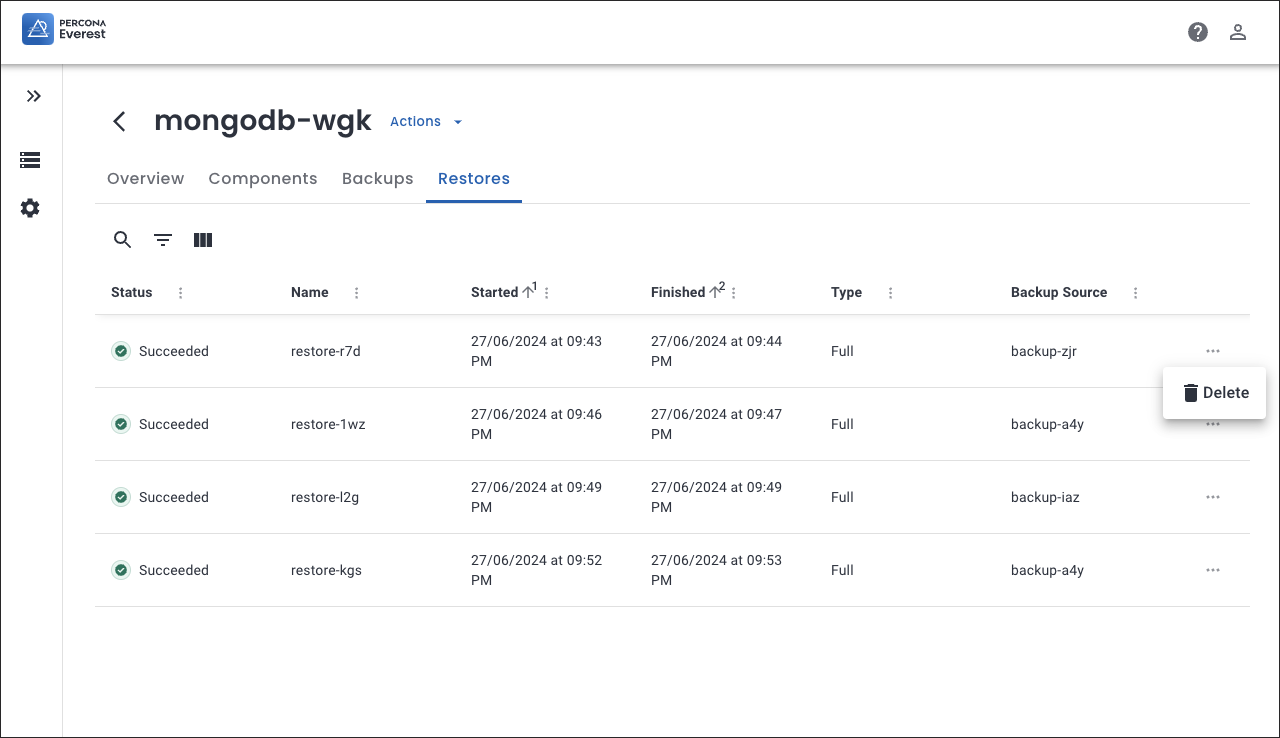 PERCONA
Everest
mongodb-wgk Actions
Overview Components Backups Restores
Status Name Started 1 Finished 2 Type Backup Source
Succeeded restore-r7d 27/06/2024 at 09:43 PM 27/06/2024 at 09:44 PM Full backup-zjr
Delete
Succeeded restore-1wz 27/06/2024 at 09:46 PM 27/06/2024 at 09:47 PM Full backup-a4y
Succeeded restore-l2g 27/06/2024 at 09:49 PM 27/06/2024 at 09:49 PM Full backup-iaz
Succeeded restore-kgs 27/06/2024 at 09:52 PM 27/06/2024 at 09:53 PM Full backup-a4y